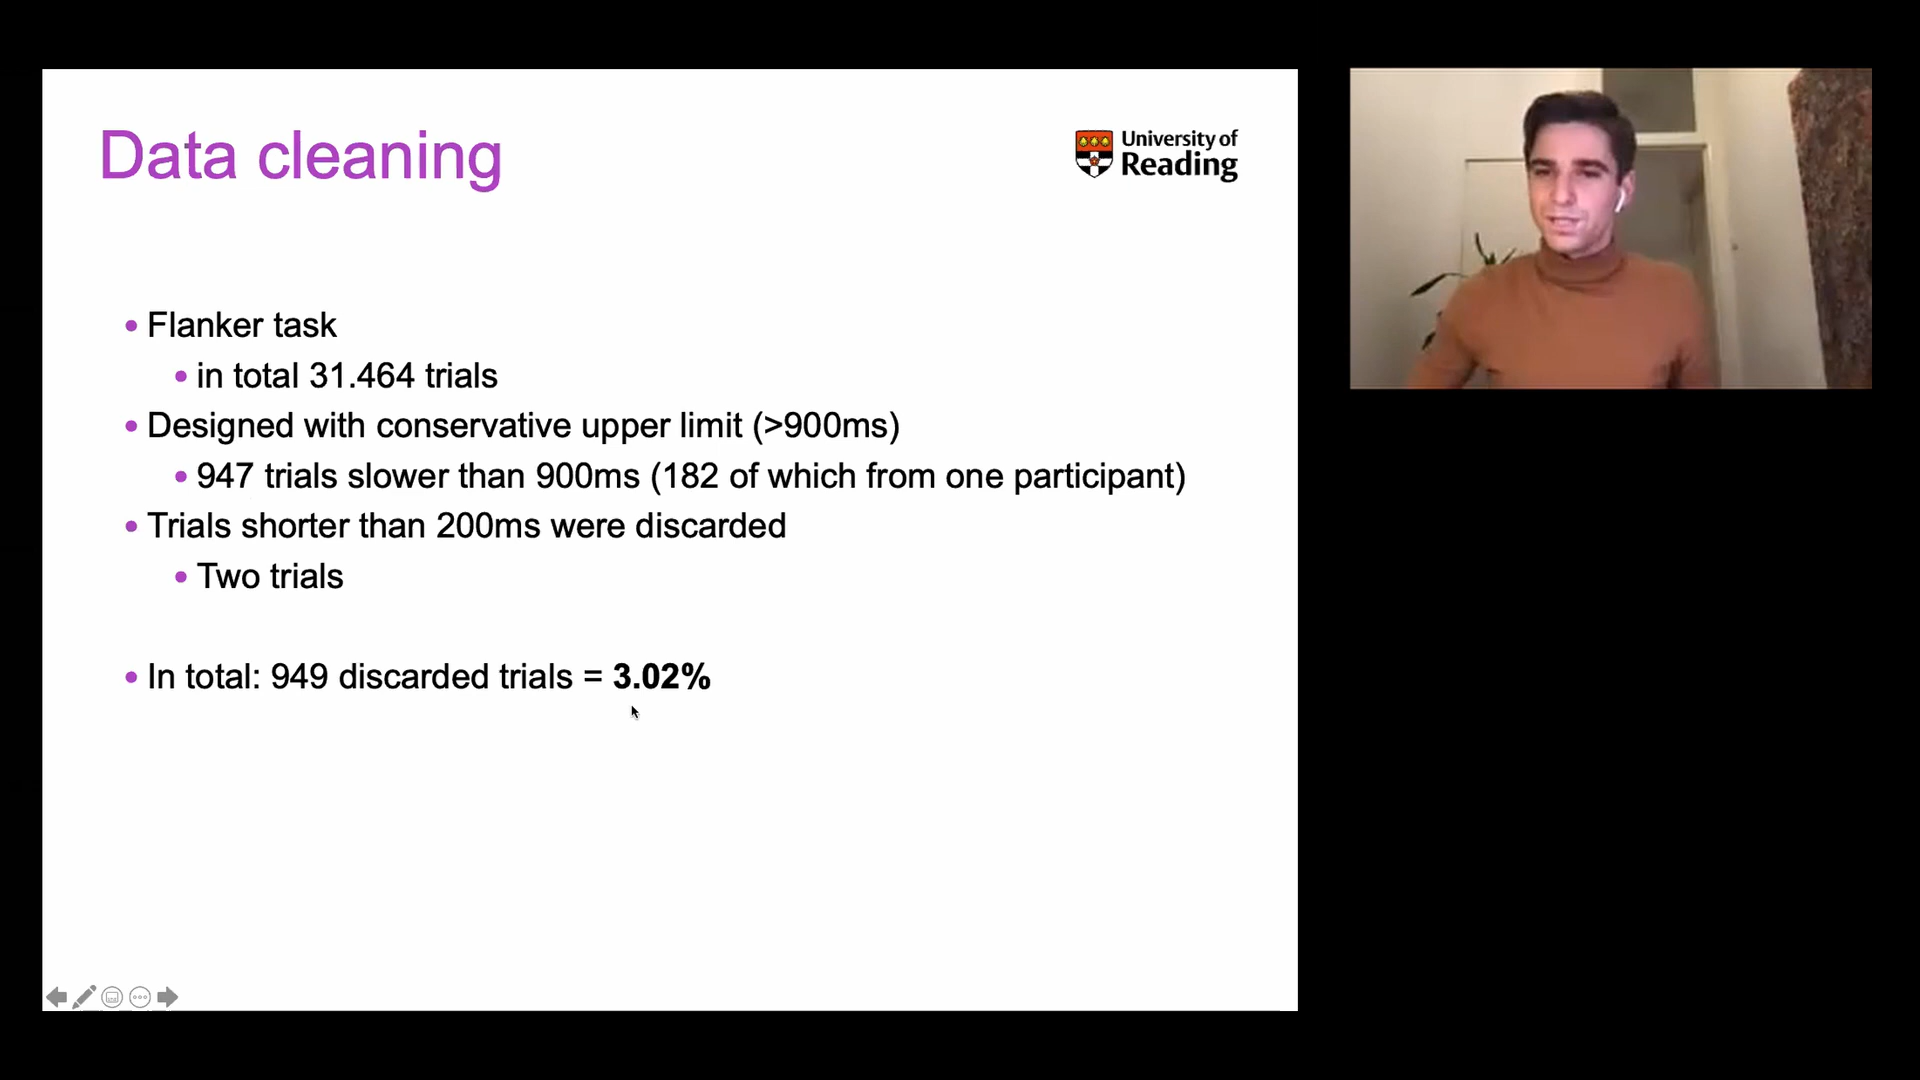 Data cleaning
University of
Reading
Flanker task
in total 31.464 trials
Designed with conservative upper limit (>900ms)
947 trials slower than 900ms (182 of which from one participant)
Trials shorter than 200ms were discarded
Two trials
In total: 949 discarded trials = 3.02%